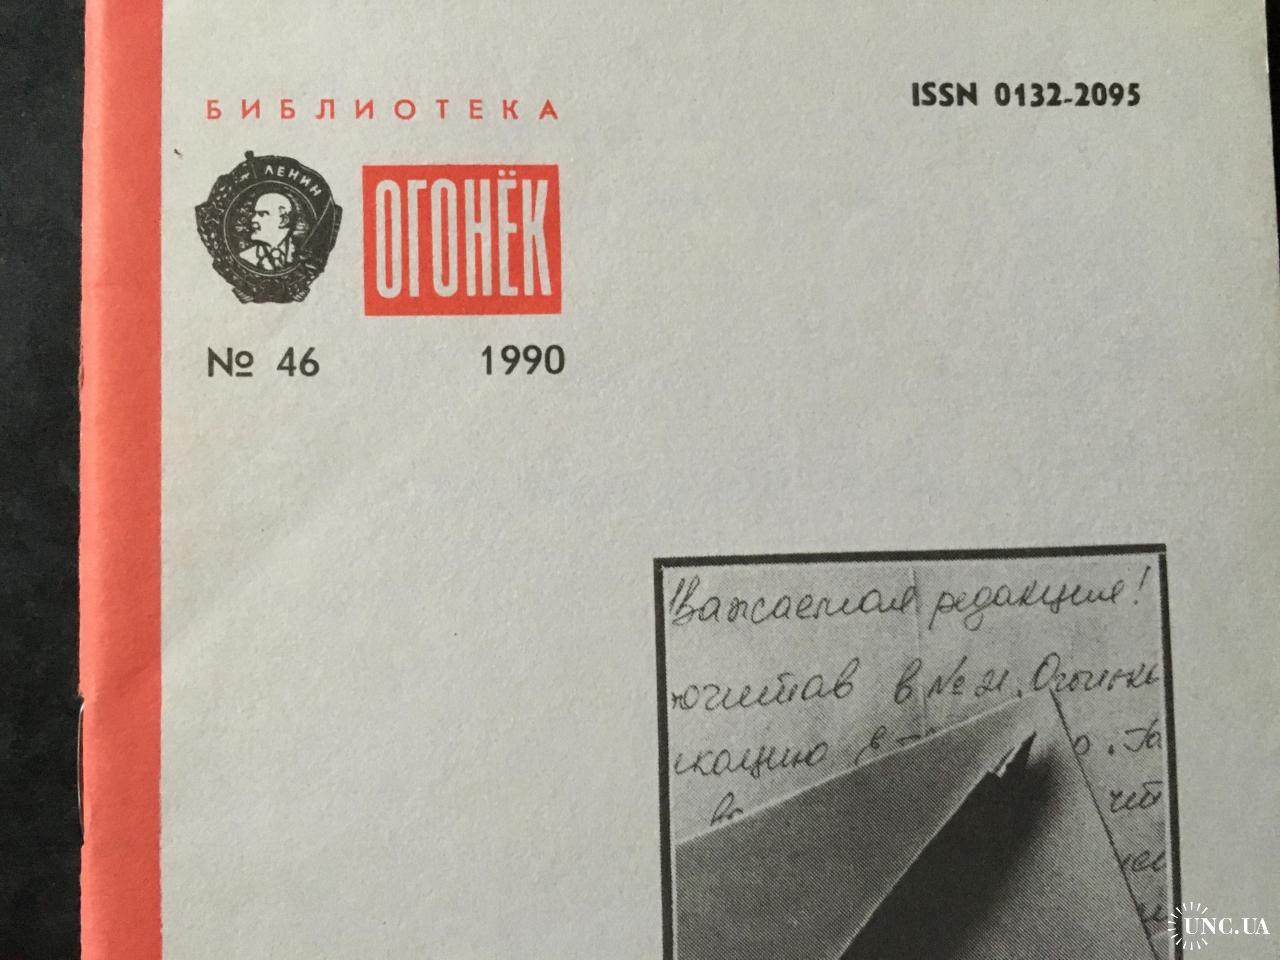 БИБЛИОТЕКА
ISSN 0132-2095
ЛЕНИН
ОГОНЁК
№ 46 1990
Уважаемая редакция!
прочитав в № 21 Огонька
UNC.UA